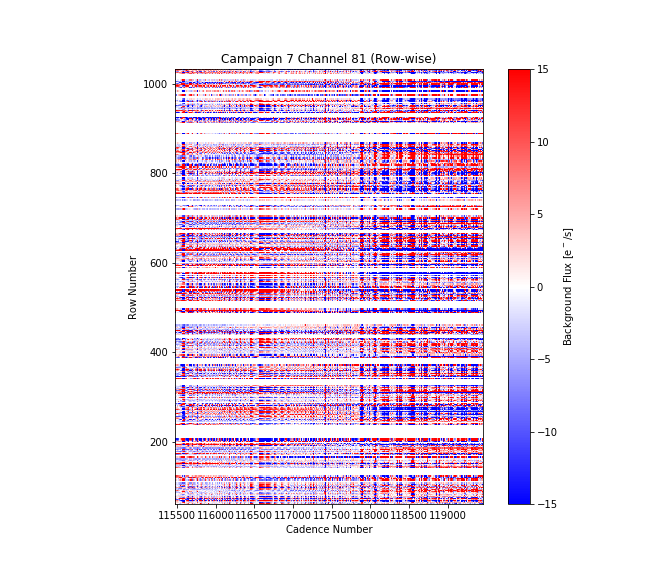 Campaign 7 Channel 81 (Row-wise)
1000
800
600
400
200
Row Number
115500 116000 116500 117000 117500 118000 118500 119000
Cadence Number
15
10
5
0
−5
−10
−15
Background Flux [e⁻/s]